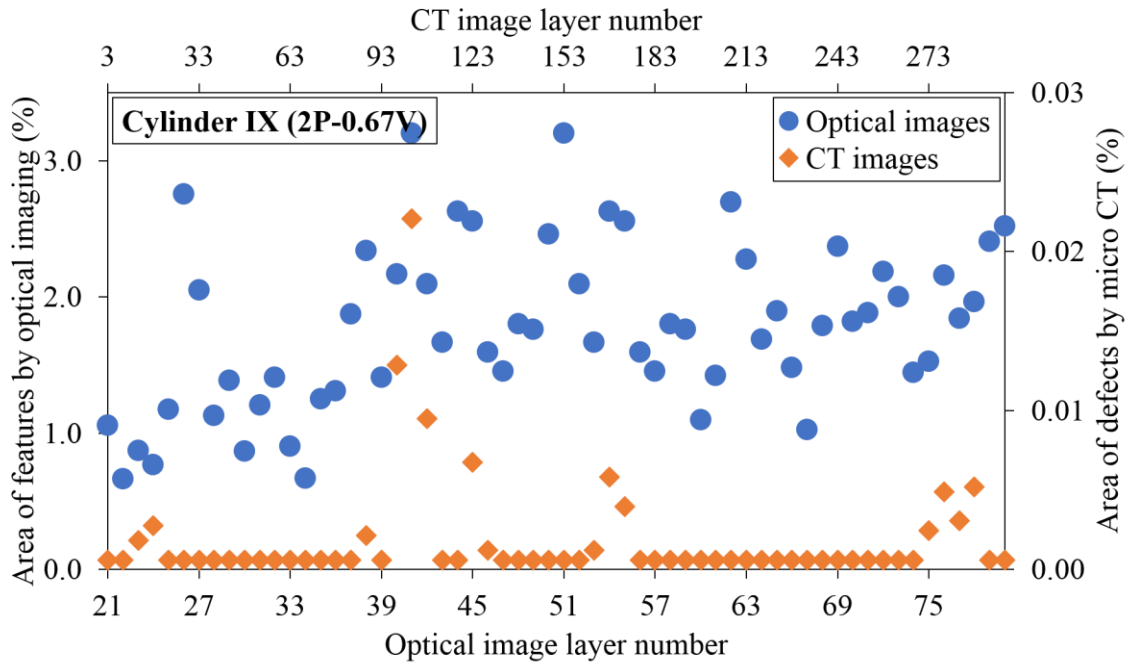 CT image layer number
3 33 63 93 123 153 183 213 243 273
Cylinder IX (2P-0.67V)
Optical images
CT images
Area of features by optical imaging (%)
3.0
2.0
1.0
0.0
0.03
0.02
0.01
0.00
Area of defects by micro CT (%)
21 27 33 39 45 51 57 63 69 75
Optical image layer number